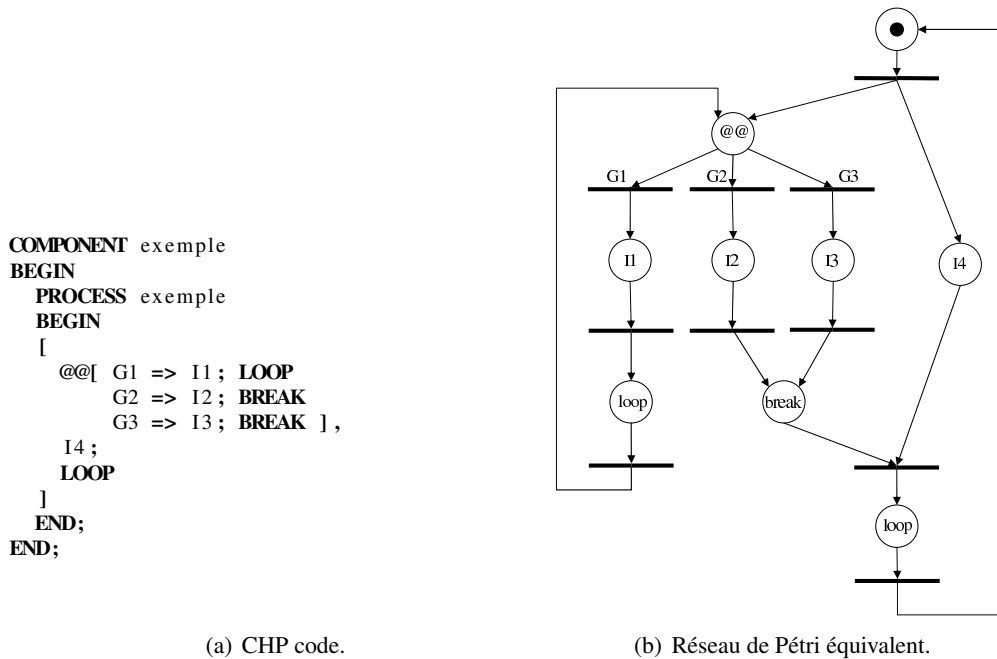 COMPONENT exemple
BEGIN
PROCESS exemple
BEGIN
[
@@[ G1 => I1; LOOP
G2 => I2; BREAK
G3 => I3; BREAK ],
I4;
LOOP
]
END;
END;
(a) CHP code.
@@
G1
G2
G3
I1
I2
I3
I4
loop
break
loop
(b) Réseau de Pétri équivalent.